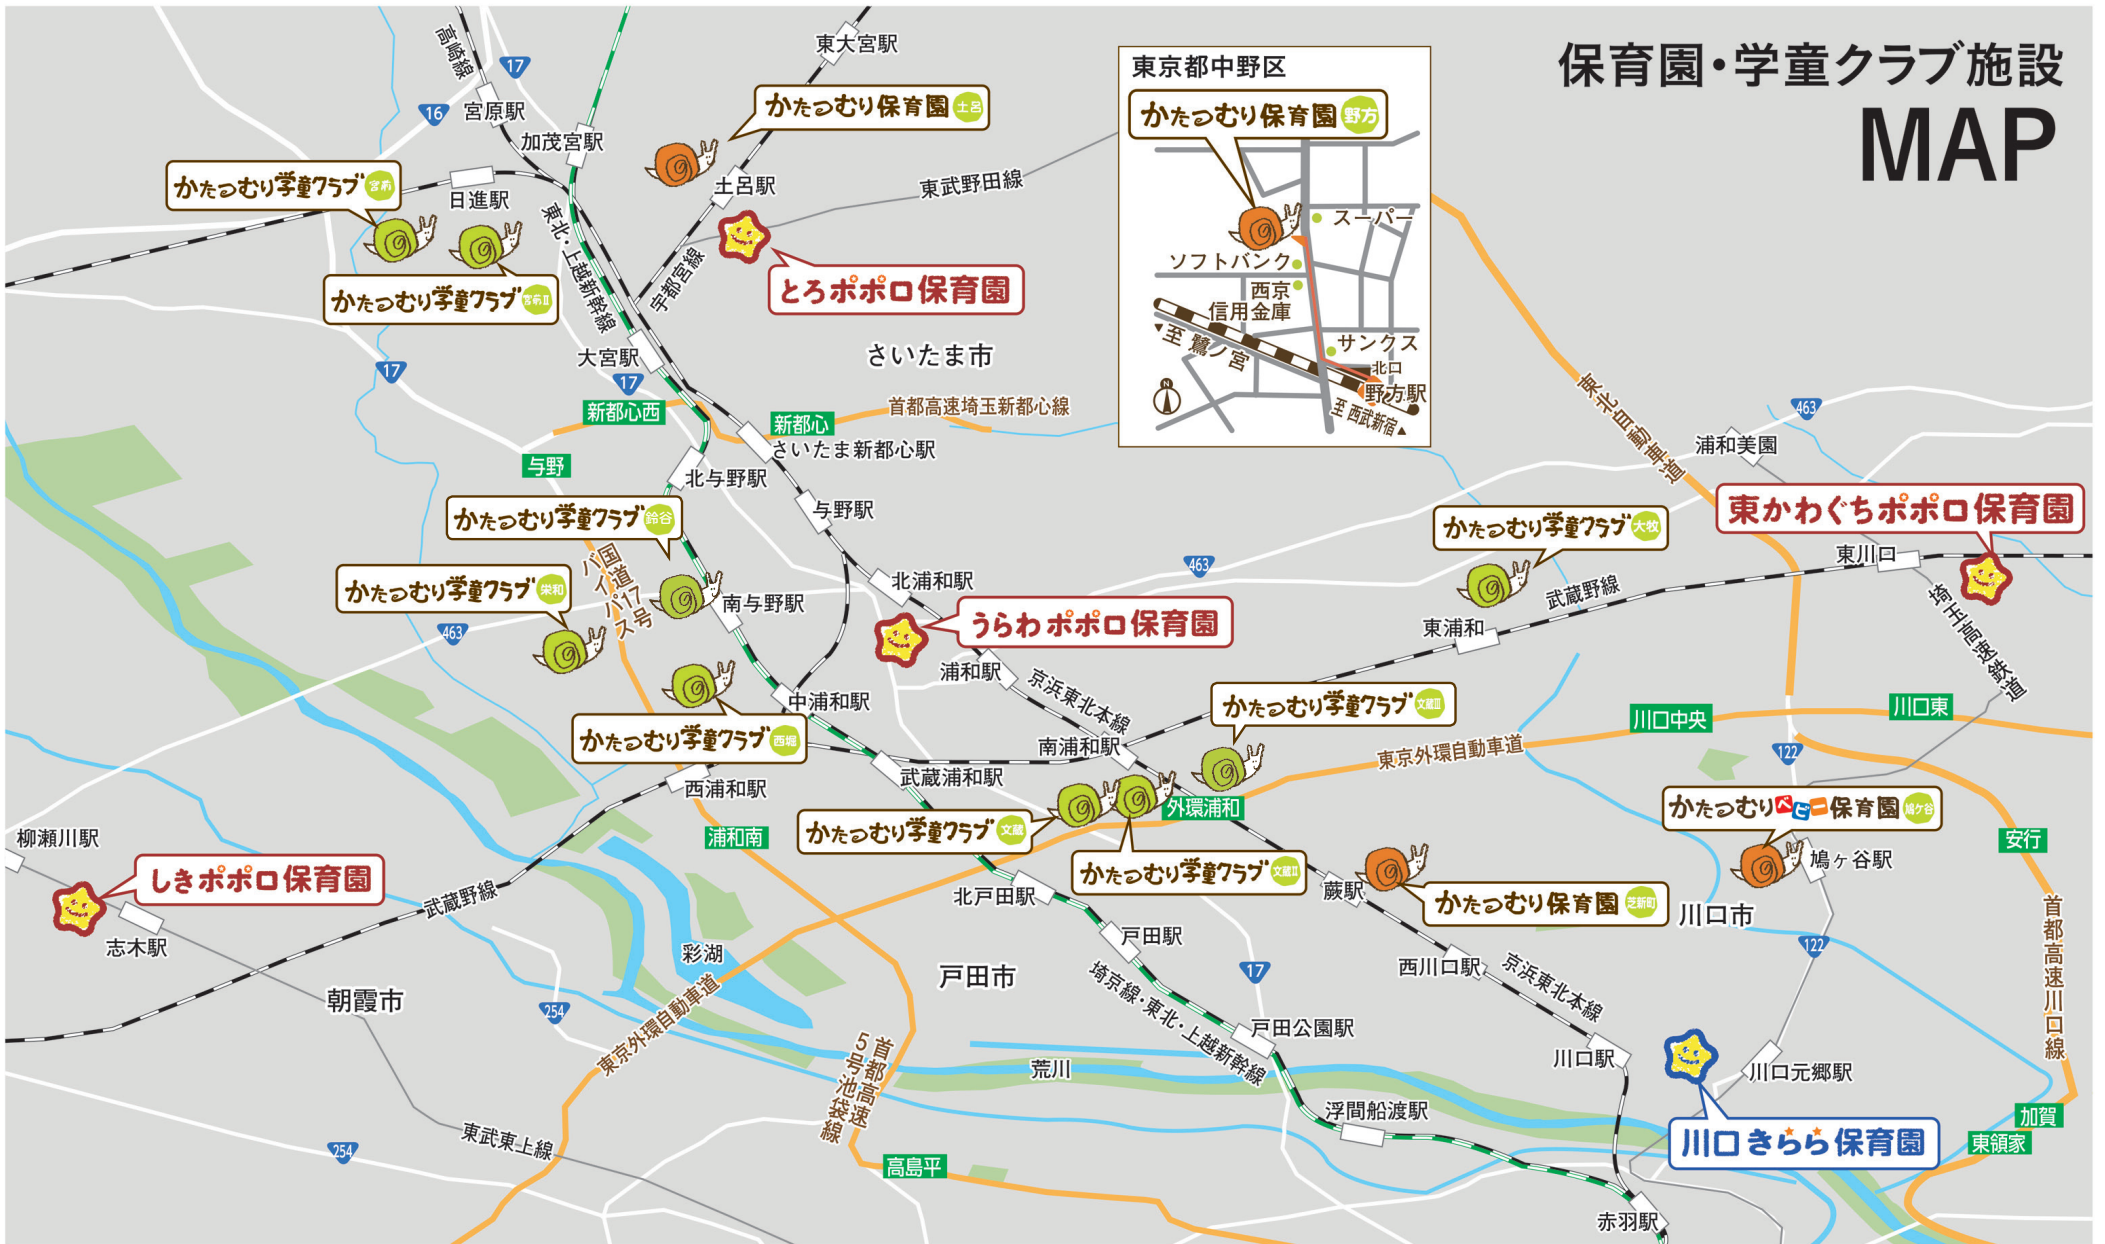 保育園・学童クラブ施設
MAP
東京都中野区
かたつむり保育園 野方
スーパー
ソフトバンク
西京
信用金庫
サンクス
至 鷺ノ宮
北口
野方駅
至 西武新宿
N
高崎線
17
東大宮駅
16
宮原駅
かたつむり保育園 土呂
加茂宮駅
かたつむり学童クラブ 宮前
日進駅
土呂駅
東武野田線
かたつむり学童クラブ 宮前II
東北・上越新幹線
宇都宮線
とろポポロ保育園
大宮駅
さいたま市
17
17
新都心西
新都心
首都高速埼玉新都心線
さいたま新都心駅
与野
北与野駅
東北自動車道
463
浦和美園
かたつむり学童クラブ 鈴谷
与野駅
かたつむり学童クラブ 大牧
東かわぐちポポロ保育園
東川口
国道17号
バイパス
かたつむり学童クラブ 栄和
南与野駅
北浦和駅
463
武蔵野線
埼玉高速鉄道
463
うらわポポロ保育園
東浦和
浦和駅
京浜東北本線
中浦和駅
かたつむり学童クラブ 西堀
かたつむり学童クラブ 文蔵III
川口中央
川口東
南浦和駅
東京外環自動車道
122
西浦和駅
武蔵浦和駅
外環浦和
かたつむり学童クラブ 文蔵
かたつむりベビー保育園 鳩ケ谷
浦和南
安行
柳瀬川駅
しきポポロ保育園
かたつむり学童クラブ 文蔵II
鳩ヶ谷駅
武蔵野線
北戸田駅
蕨駅
かたつむり保育園 芝新町
川口市
志木駅
戸田駅
122
首都高速川口線
彩湖
西川口駅
朝霞市
戸田市
17
京浜東北本線
254
東京外環自動車道
埼京線・東北・上越新幹線
戸田公園駅
首都高速
5号池袋線
荒川
川口駅
川口元郷駅
浮間船渡駅
加賀
川口きらら保育園
東領家
254
東武東上線
高島平
赤羽駅